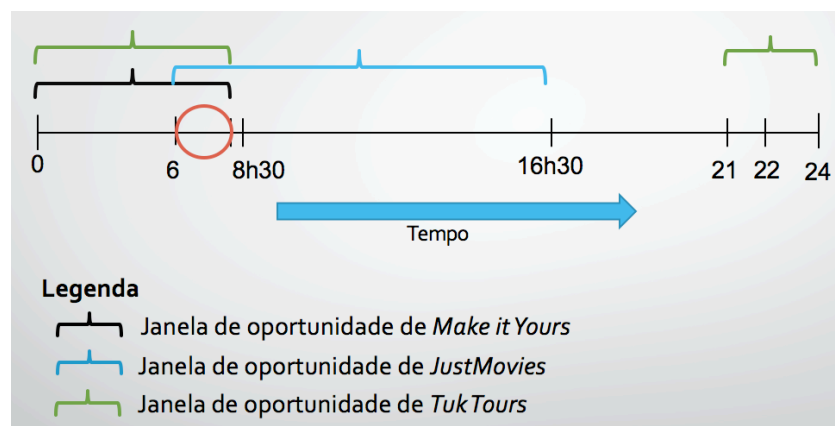 0
6
8h30
16h30
21
22
24
Tempo
Legenda
Janela de oportunidade de Make it Yours
Janela de oportunidade de JustMovies
Janela de oportunidade de TukTours